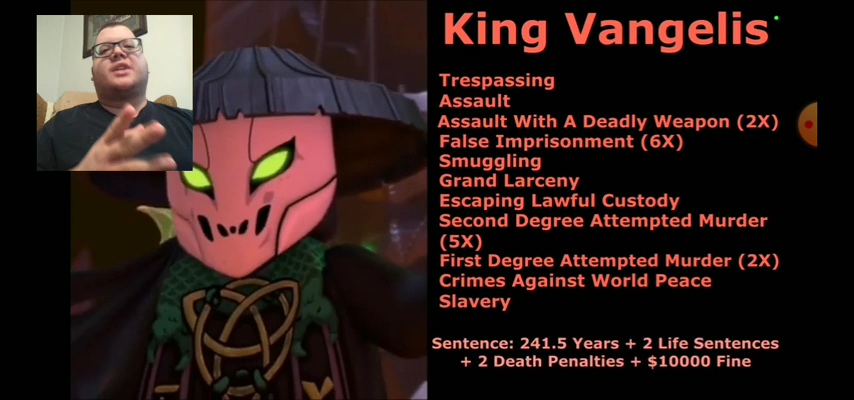 King Vangelis
Trespassing
Assault
Assault With A Deadly Weapon (2X)
False Imprisonment (6X)
Smuggling
Grand Larceny
Escaping Lawful Custody
Second Degree Attempted Murder
(5X)
First Degree Attempted Murder (2X)
Crimes Against World Peace
Slavery
Sentence: 241.5 Years + 2 Life Sentences
+ 2 Death Penalties + $10000 Fine